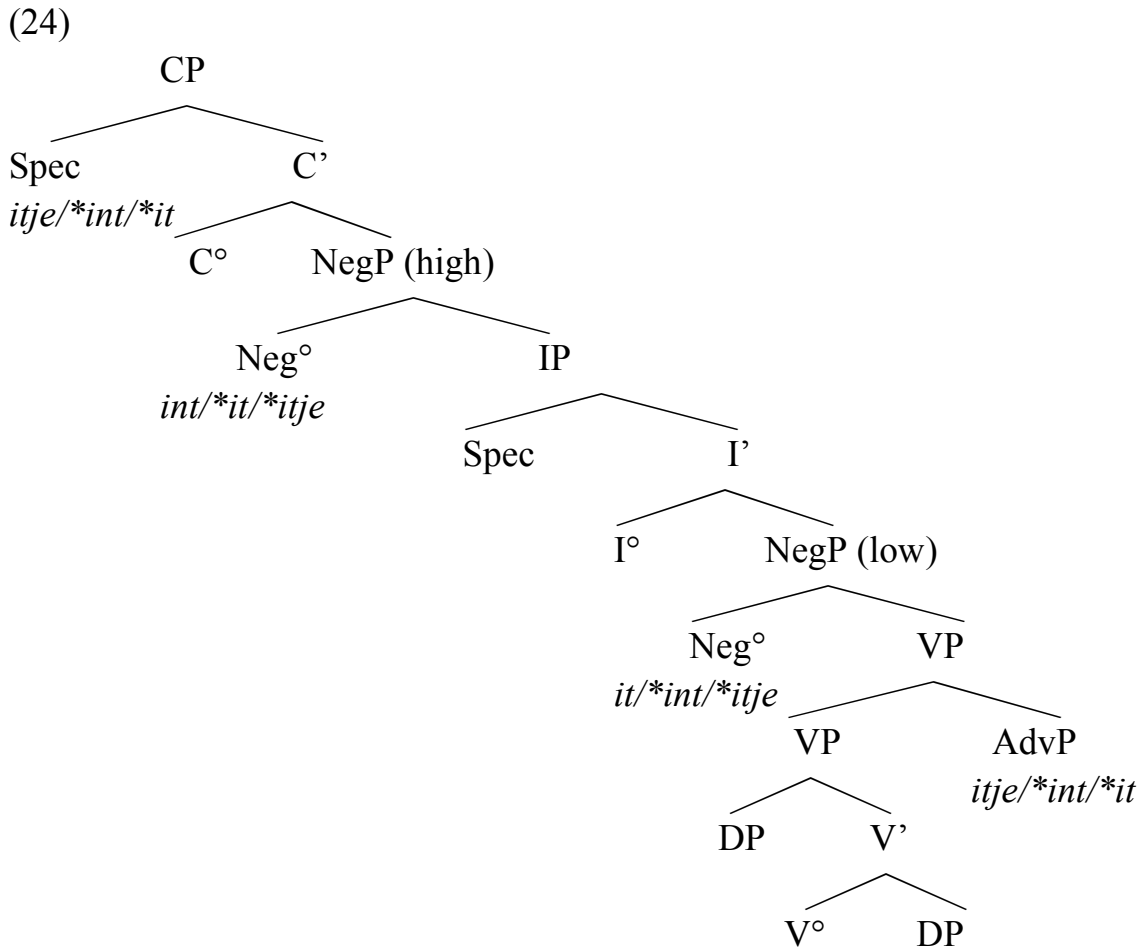 (24)
CP
Spec C’
itje/*int/*it
C° NegP (high)
Neg° IP
int/*it/*itje
Spec I’
I° NegP (low)
Neg° VP
it/*int/*itje
VP AdvP
itje/*int/*it
DP V’
V° DP